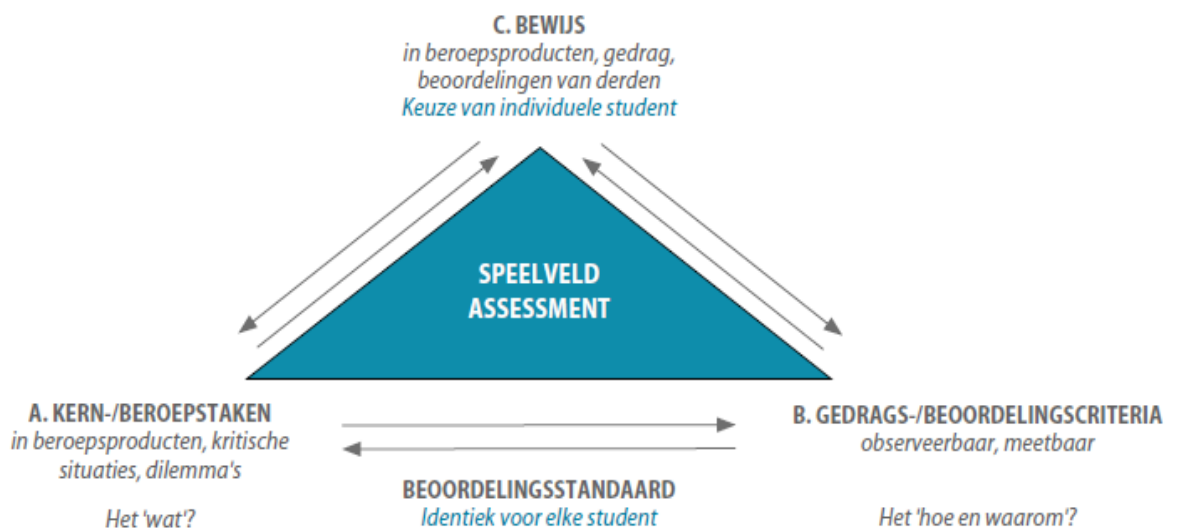 C. BEWIJS
in beroepsproducten, gedrag,
beoordelingen van derden
Keuze van individuele student
SPEELVELD
ASSESSMENT
A. KERN-/BEROEPSTAKEN
in beroepsproducten, kritische
situaties, dilemma's
Het 'wat'?
BEOORDELINGSSTANDAARD
Identiek voor elke student
B. GEDRAGS-/BEOORDELINGSCRITERIA
observeerbaar, meetbaar
Het 'hoe en waarom'?